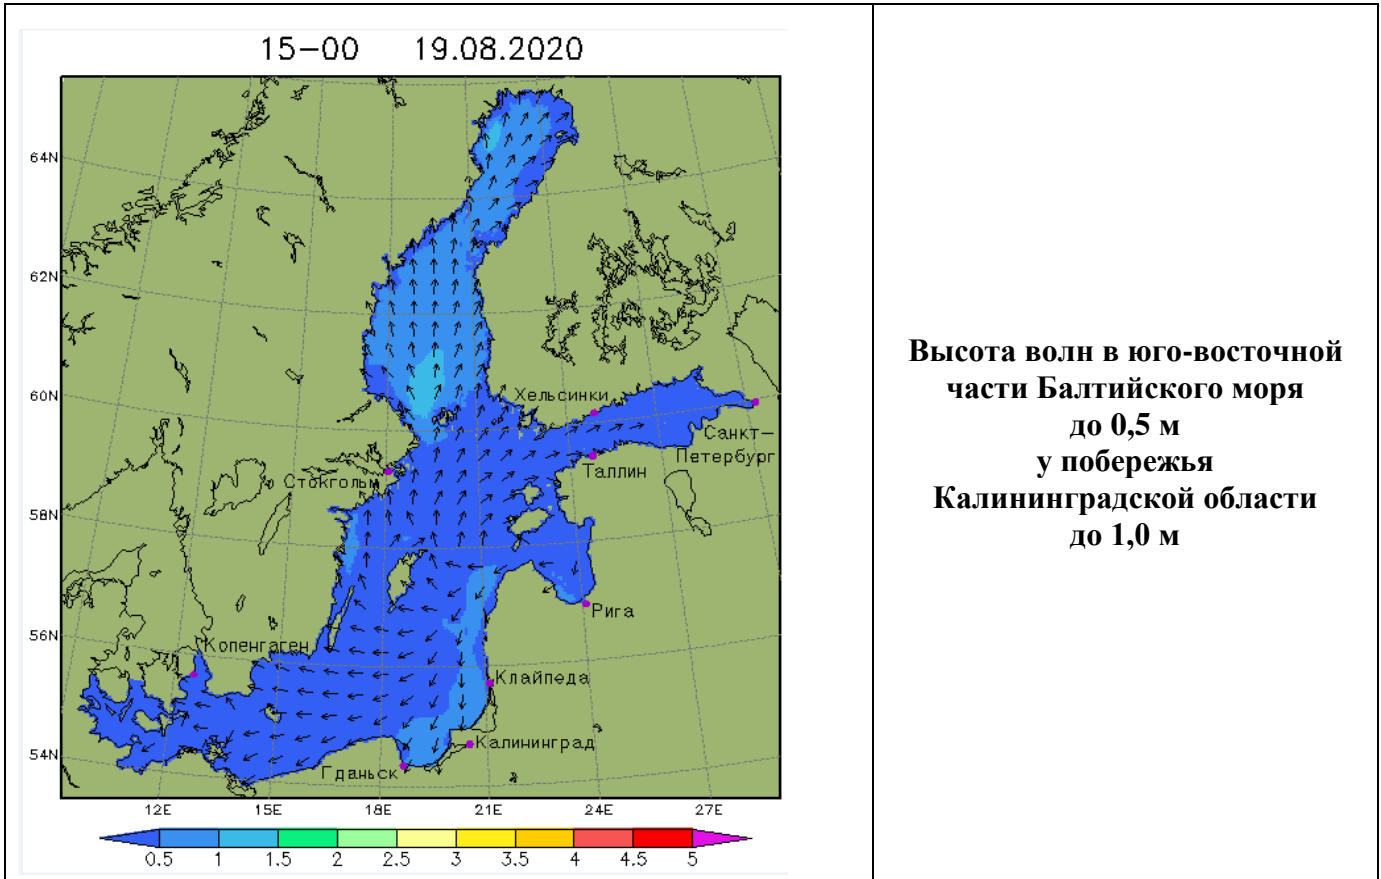 15-00 19.08.2020
64N
62N
60N
58N
56N
54N
Хельсинки
Санкт-
Петербург
Таллин
Стокгольм
Рига
Копенгаген
Клайпеда
Калининград
Гданьск
12E 15E 18E 21E 24E 27E
0.5 1 1.5 2 2.5 3 3.5 4 4.5 5
Высота волн в юго-восточной
части Балтийского моря
до 0,5 м
у побережья
Калининградской области
до 1,0 м